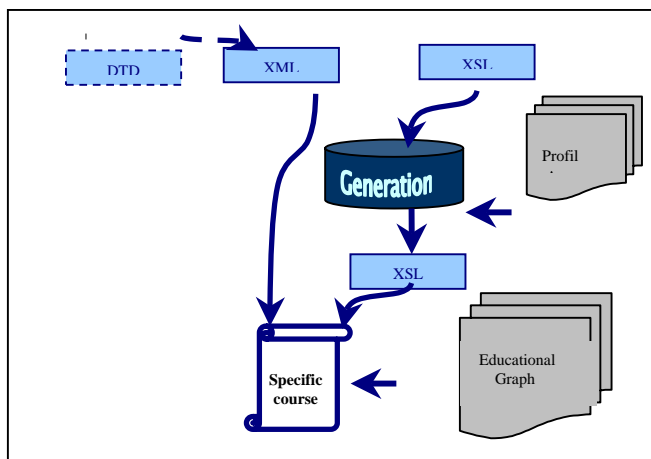 DTD
XML
XSL
Profil
Generation
XSL
Educational
Graph
Specific
course